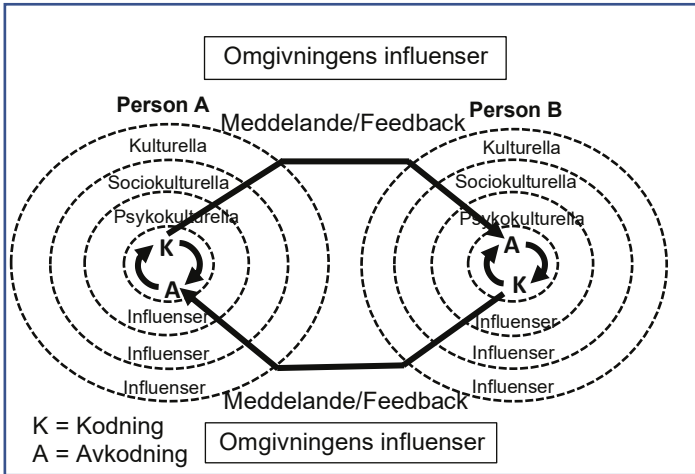 Omgivningens influenser
Person A
Person B
Meddelande/Feedback
Kulturella
Kulturella
Sociokulturella
Sociokulturella
Psykokulturella
Psykokulturella
K
A
A
K
Influenser
Influenser
Influenser
Influenser
Influenser
Influenser
Meddelande/Feedback
K = Kodning
A = Avkodning
Omgivningens influenser